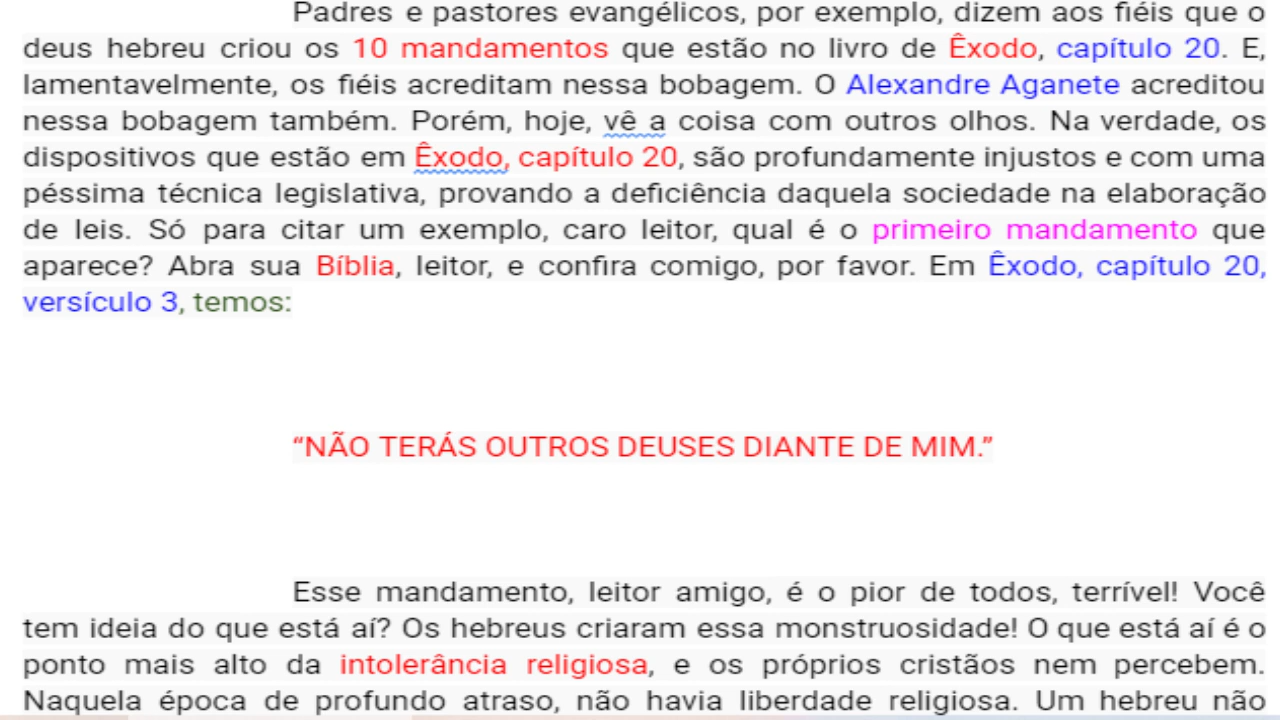 Padres e pastores evangélicos, por exemplo, dizem aos fiéis que o
deus hebreu criou os 10 mandamentos que estão no livro de Êxodo, capítulo 20. E,
lamentavelmente, os fiéis acreditam nessa bobagem. O Alexandre Aganete acreditou
nessa bobagem também. Porém, hoje, vê a coisa com outros olhos. Na verdade, os
dispositivos que estão em Êxodo, capítulo 20, são profundamente injustos e com uma
péssima técnica legislativa, provando a deficiência daquela sociedade na elaboração
de leis. Só para citar um exemplo, caro leitor, qual é o primeiro mandamento que
aparece? Abra sua Bíblia, leitor, e confira comigo, por favor. Em Êxodo, capítulo 20,
versículo 3, temos:
“NÃO TERÁS OUTROS DEUSES DIANTE DE MIM.”
Esse mandamento, leitor amigo, é o pior de todos, terrível! Você
tem ideia do que está aí? Os hebreus criaram essa monstruosidade! O que está aí é o
ponto mais alto da intolerância religiosa, e os próprios cristãos nem percebem.
Naquela época de profundo atraso, não havia liberdade religiosa. Um hebreu não